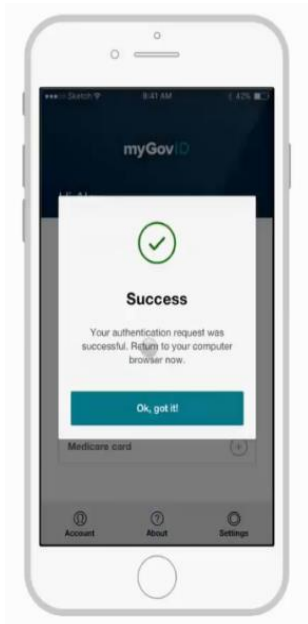 Sketch 9:41 AM 42%
myGovID
Success
Your authentication request was
successful. Return to your computer
browser now.
Ok, got it!
Medicare card
Account About Settings